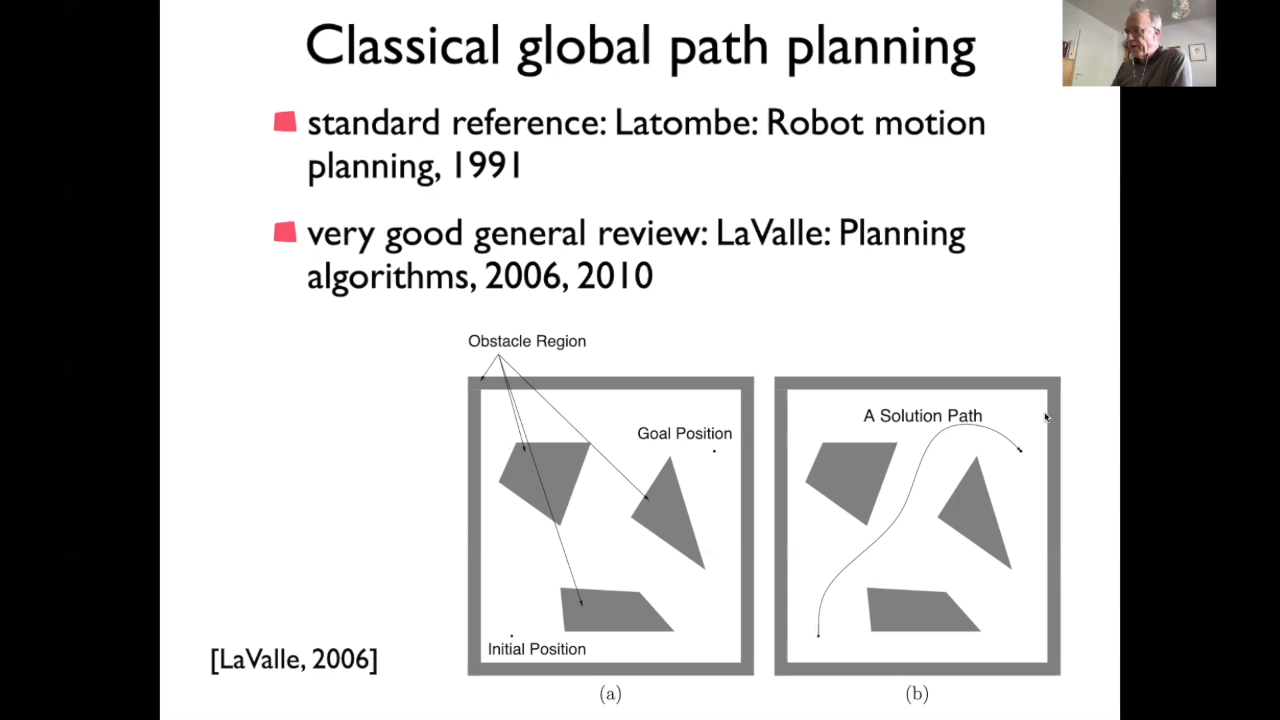 Classical global path planning
standard reference: Latombe: Robot motion
planning, 1991
very good general review: LaValle: Planning
algorithms, 2006, 2010
Obstacle Region
Goal Position
Initial Position
A Solution Path
[LaValle, 2006]
(a)
(b)